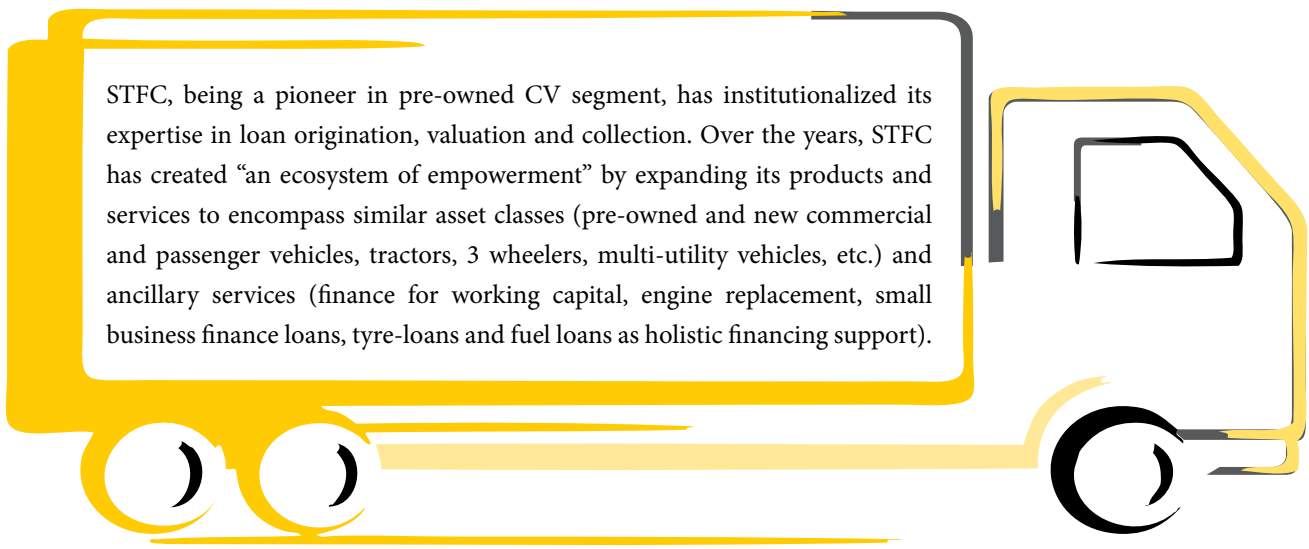 STFC, being a pioneer in pre-owned CV segment, has institutionalized its
expertise in loan origination, valuation and collection. Over the years, STFC
has created “an ecosystem of empowerment” by expanding its products and
services to encompass similar asset classes (pre-owned and new commercial
and passenger vehicles, tractors, 3 wheelers, multi-utility vehicles, etc.) and
ancillary services (finance for working capital, engine replacement, small
business finance loans, tyre-loans and fuel loans as holistic financing support).